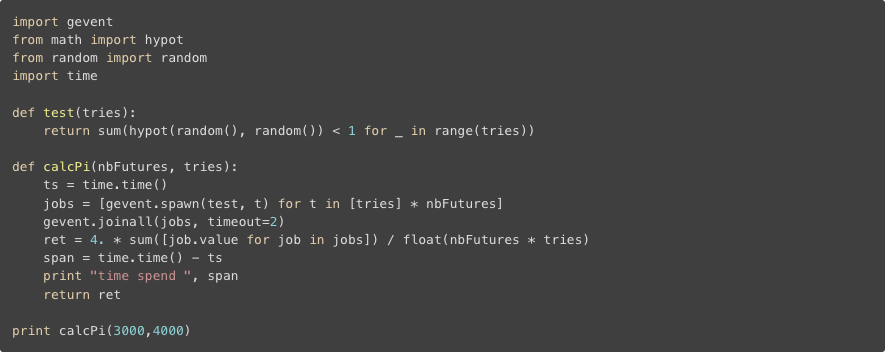 import gevent
from math import hypot
from random import random
import time
def test(tries):
    return sum(hypot(random(), random()) < 1 for _ in range(tries))
def calcPi(nbFutures, tries):
    ts = time.time()
    jobs = [gevent.spawn(test, t) for t in [tries] * nbFutures]
    gevent.joinall(jobs, timeout=2)
    ret = 4. * sum([job.value for job in jobs]) / float(nbFutures * tries)
    span = time.time() - ts
    print "time spend ", span
    return ret
print calcPi(3000,4000)